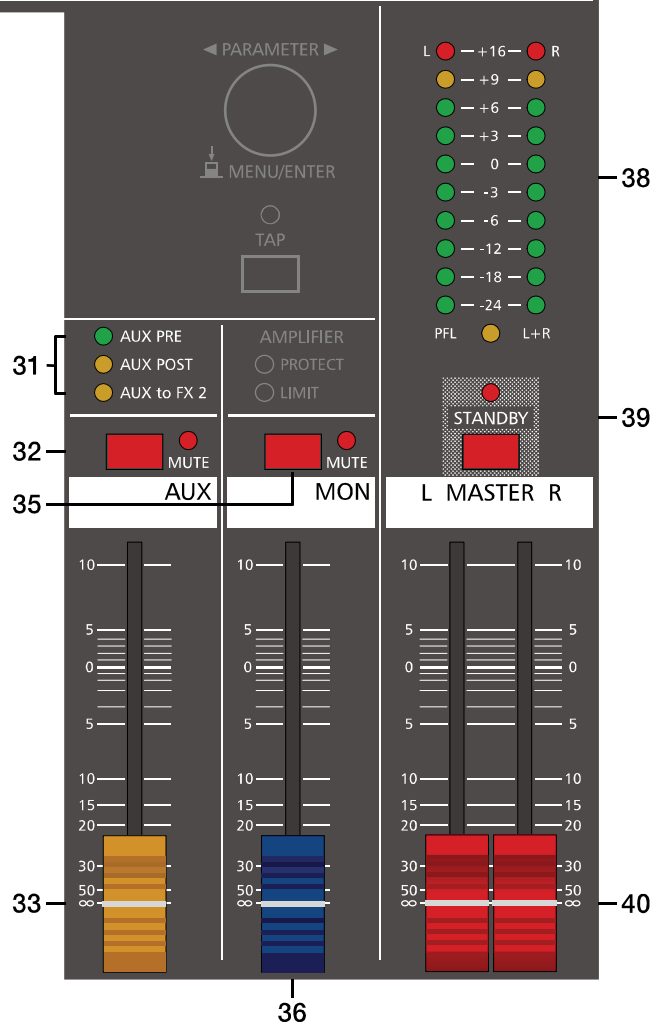 ◄ PARAMETER ►
MENU/ENTER
TAP
L +16 R
+9
+6
+3
0
-3
-6
-12
-18
-24
PFL L+R
38
31
AUX PRE
AUX POST
AUX to FX 2
AMPLIFIER
PROTECT
LIMIT
STANDBY
39
32
MUTE
MUTE
35
AUX
MON
L MASTER R
10 10 10 10
5 5 5 5
0 0 0 0
5 5 5 5
10 10 10 10
15 15 15 15
20 20 20 20
30 30 30 30
50 50 50 50
33 ∞ ∞ ∞ ∞ 40
36